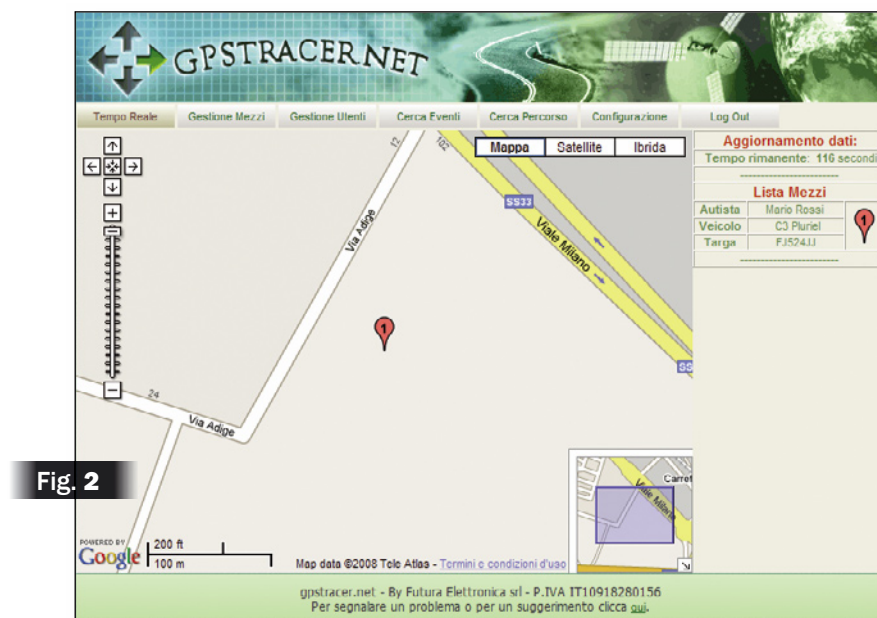 GPSTRACER.NET
Tempo Reale Gestione Mezzi Gestione Utenti Cerca Eventi Cerca Percorso Configurazione Log Out
Mappa Satellite Ibrida
Aggiornamento dati:
Tempo rimanente: 116 secondi
Lista Mezzi
Autista Mario Rossi
Veicolo C3 Pluriel
Targa
1
12
102
SS33
Via Adige
Viale Milano
1
24
Via Adige
Viale Milano
Fig. 2
POWERED BY
Google
200 ft
100 m
Map data ©2008 Tele Atlas - Termini e condizioni d'uso
gpstracer.net - By Futura Elettronica srl - P.IVA IT10918280156
Per segnalare un problema o per un suggerimento clicca qui.